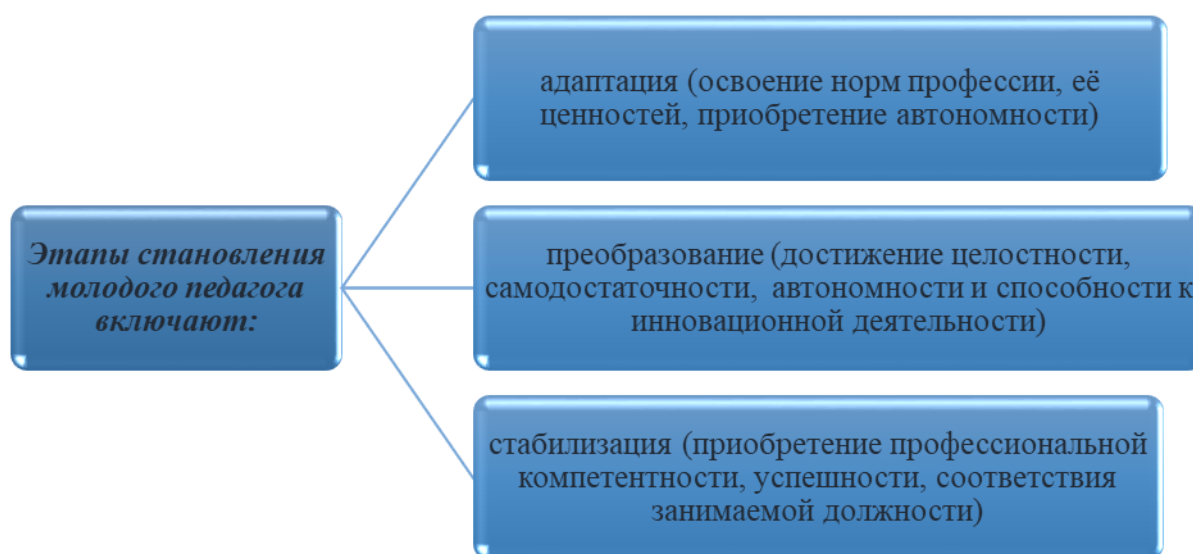 Этапы становления
молодого педагога
включают:
адаптация (освоение норм профессии, её
ценностей, приобретение автономности)
преобразование (достижение целостности,
самодостаточности, автономности и способности к
инновационной деятельности)
стабилизация (приобретение профессиональной
компетентности, успешности, соответствия
занимаемой должности)